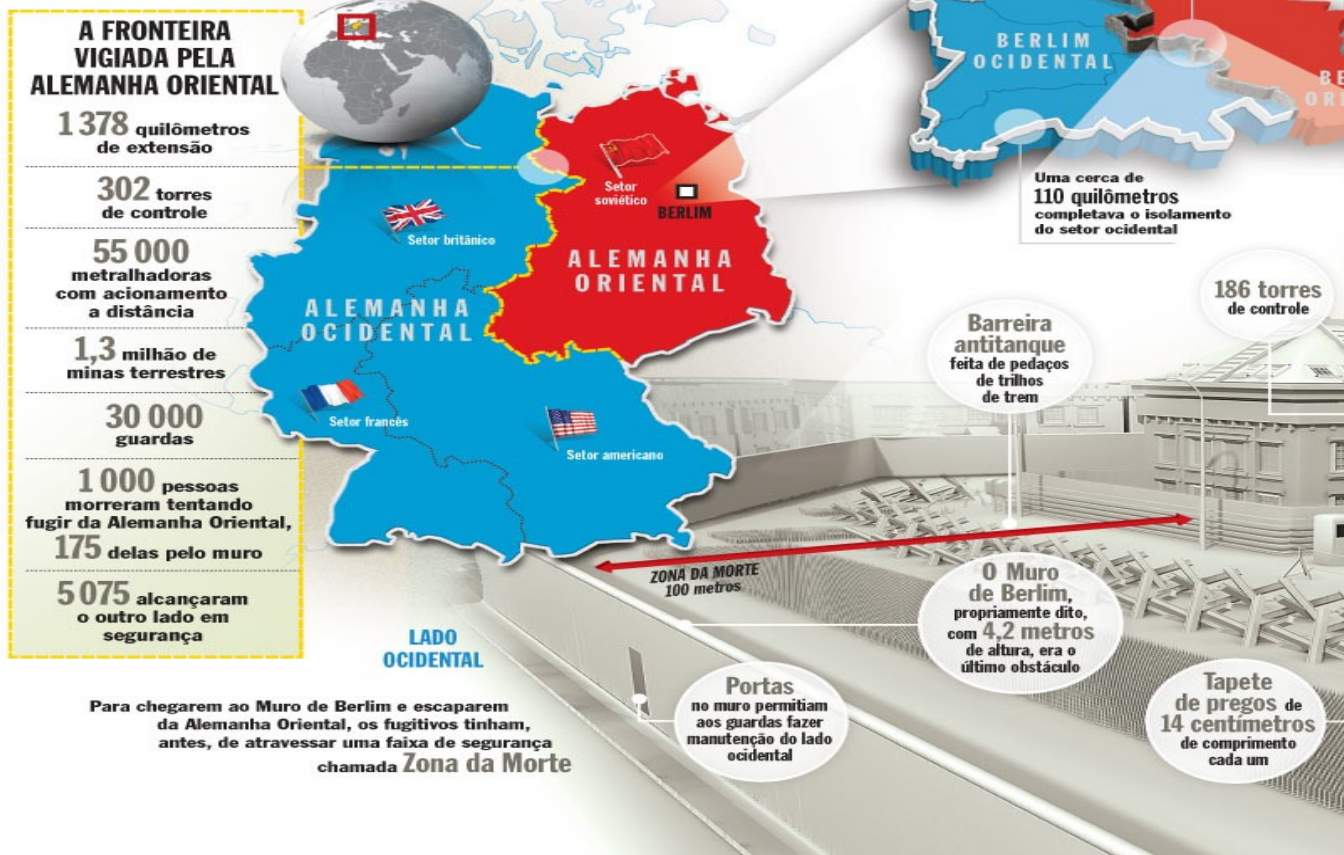 A FRONTEIRA
VIGIADA PELA
ALEMANHA ORIENTAL
1 378 quilômetros
de extensão
302 torres
de controle
55 000
metralhadoras
com acionamento
a distância
1,3 milhão de
minas terrestres
30 000
guardas
1 000 pessoas
morreram tentando
fugir da Alemanha Oriental,
175 delas pelo muro
5 075 alcançaram
o outro lado em
segurança
Setor
soviético
BERLIM
Setor britânico
ALEMANHA
ORIENTAL
ALEMANHA
OCIDENTAL
Setor francês
Setor americano
BERLIM
OCIDENTAL
Uma cerca de
110 quilômetros
completava o isolamento
do setor ocidental
186 torres
de controle
Barreira
antitanque
feita de pedaços
de trilhos
de trem
ZONA DA MORTE
100 metros
O Muro
de Berlim,
propriamente dito,
com 4,2 metros
de altura, era o
último obstáculo
LADO
OCIDENTAL
Portas
no muro permitiam
aos guardas fazer
manutenção do lado
ocidental
Tapete
de pregos de
14 centímetros
de comprimento
cada um
Para chegarem ao Muro de Berlim e escaparem
da Alemanha Oriental, os fugitivos tinham,
antes, de atravessar uma faixa de segurança
chamada Zona da Morte